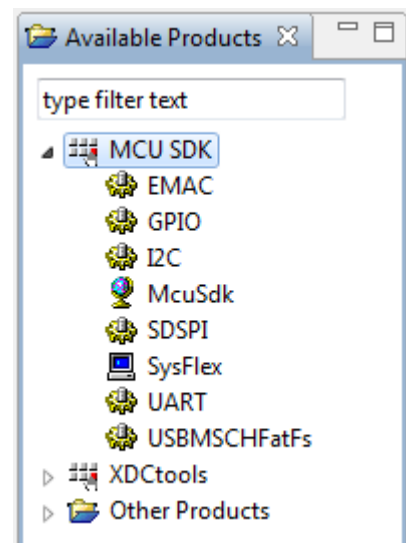 Available Products
type filter text
MCU SDK
EMAC
GPIO
I2C
McuSdk
SDSPI
SysFlex
UART
USBMSCHFatFs
XDCtools
Other Products